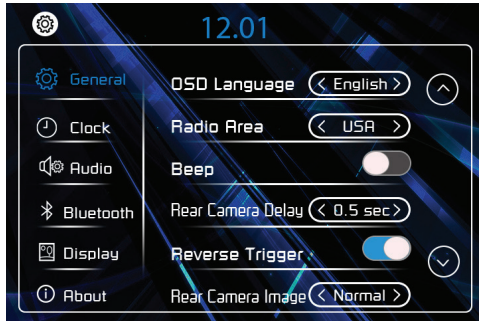 12.01
General
OSD Language < English >
Clock
Radio Area < USA >
Audio
Beep
Bluetooth
Rear Camera Delay < 0.5 sec >
Display
Reverse Trigger
About
Rear Camera Image < Normal >